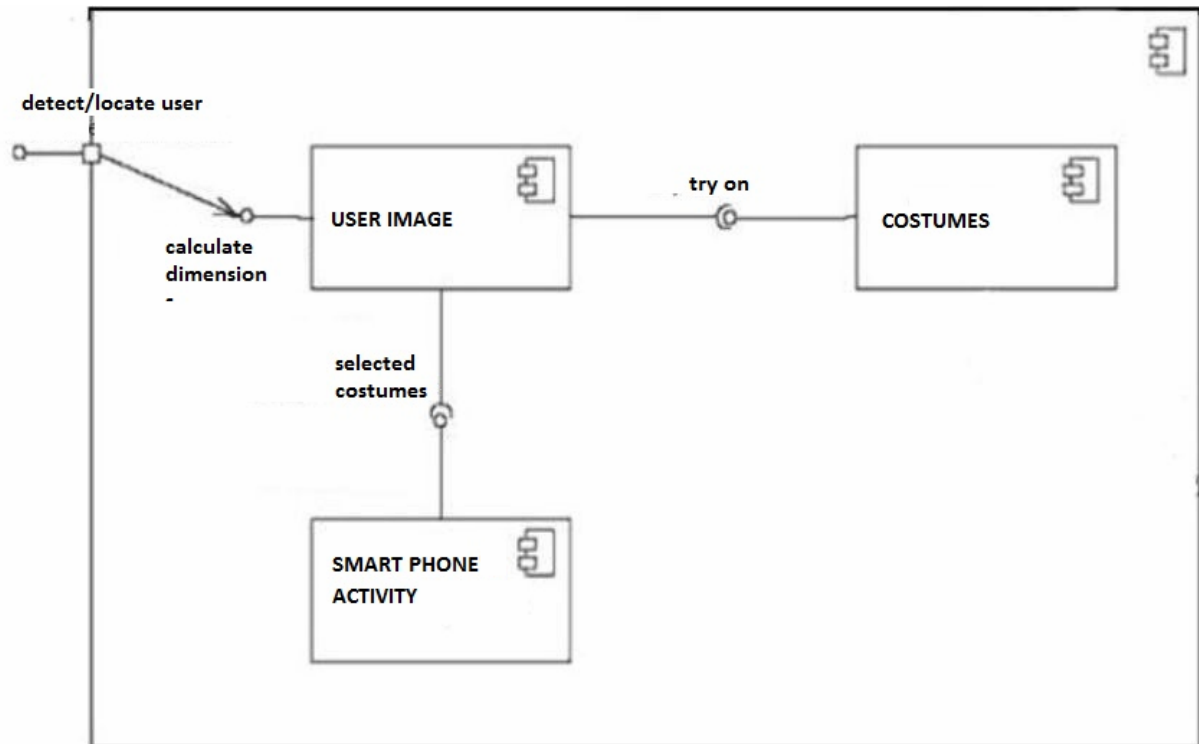 detect/locate user
try on
USER IMAGE
COSTUMES
calculate
dimension
-
selected
costumes
SMART PHONE
ACTIVITY